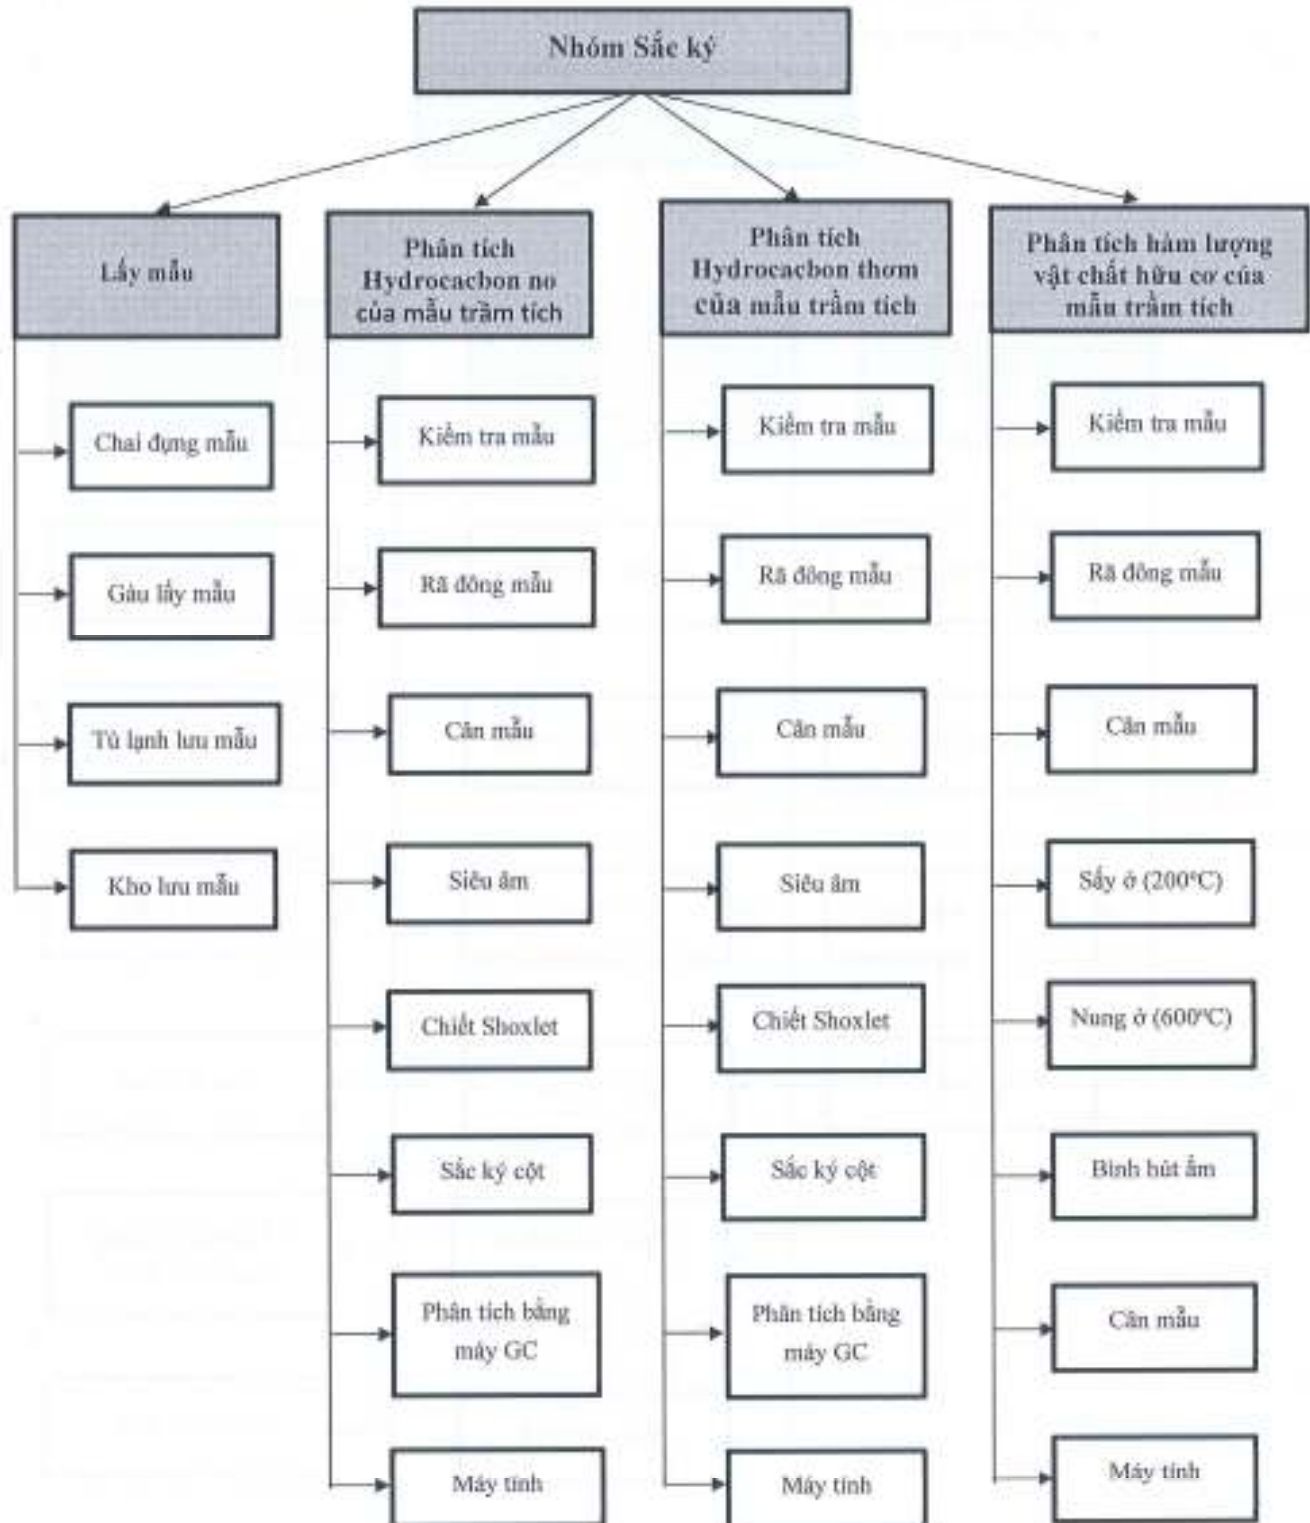 Nhóm Sắc ký
Lấy mẫu
Chai đựng mẫu
Gàu lấy mẫu
Tủ lạnh lưu mẫu
Kho lưu mẫu
Phân tích
Hydrocacbon no
của mẫu trầm tích
Kiểm tra mẫu
Rã đông mẫu
Cân mẫu
Siêu âm
Chiết Shoxlet
Sắc ký cột
Phân tích bằng
máy GC
Máy tính
Phân tích
Hydrocacbon thơm
của mẫu trầm tích
Kiểm tra mẫu
Rã đông mẫu
Cân mẫu
Siêu âm
Chiết Shoxlet
Sắc ký cột
Phân tích bằng
máy GC
Máy tính
Phân tích hàm lượng
vật chất hữu cơ của
mẫu trầm tích
Kiểm tra mẫu
Rã đông mẫu
Cân mẫu
Sấy ở (200°C)
Nung ở (600°C)
Bình hút ẩm
Cân mẫu
Máy tính